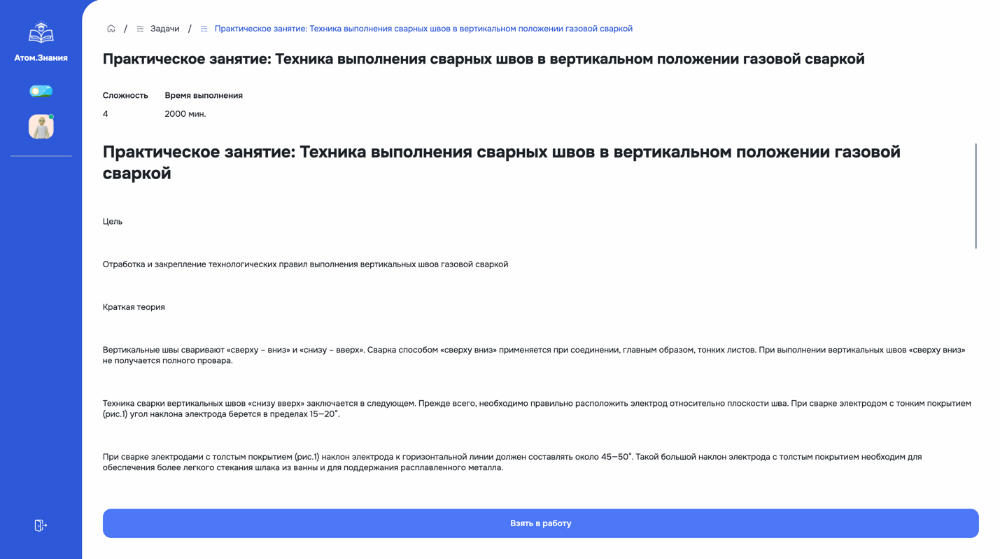 Атом.Знания
/ Задачи / Практическое занятие: Техника выполнения сварных швов в вертикальном положении газовой сваркой
Практическое занятие: Техника выполнения сварных швов в вертикальном положении газовой сваркой
Сложность Время выполнения
4 2000 мин.
Практическое занятие: Техника выполнения сварных швов в вертикальном положении газовой
сваркой
Цель
Отработка и закрепление технологических правил выполнения вертикальных швов газовой сваркой
Краткая теория
Вертикальные швы сваривают «сверху – вниз» и «снизу – вверх». Сварка способом «сверху вниз» применяется при соединении, главным образом, тонких листов. При выполнении вертикальных швов «сверху вниз»
не получается полного провара.
Техника сварки вертикальных швов «снизу вверх» заключается в следующем. Прежде всего, необходимо правильно расположить электрод относительно плоскости шва. При сварке электродом с тонким покрытием
(рис.1) угол наклона электрода берется в пределах 15—20˚.
При сварке электродами с толстым покрытием (рис.1) наклон электрода к горизонтальной линии должен составлять около 45—50˚. Такой большой наклон электрода с толстым покрытием необходим для
обеспечения более легкого стекания шлака из ванны и для поддержания расплавленного металла.
Взять в работу